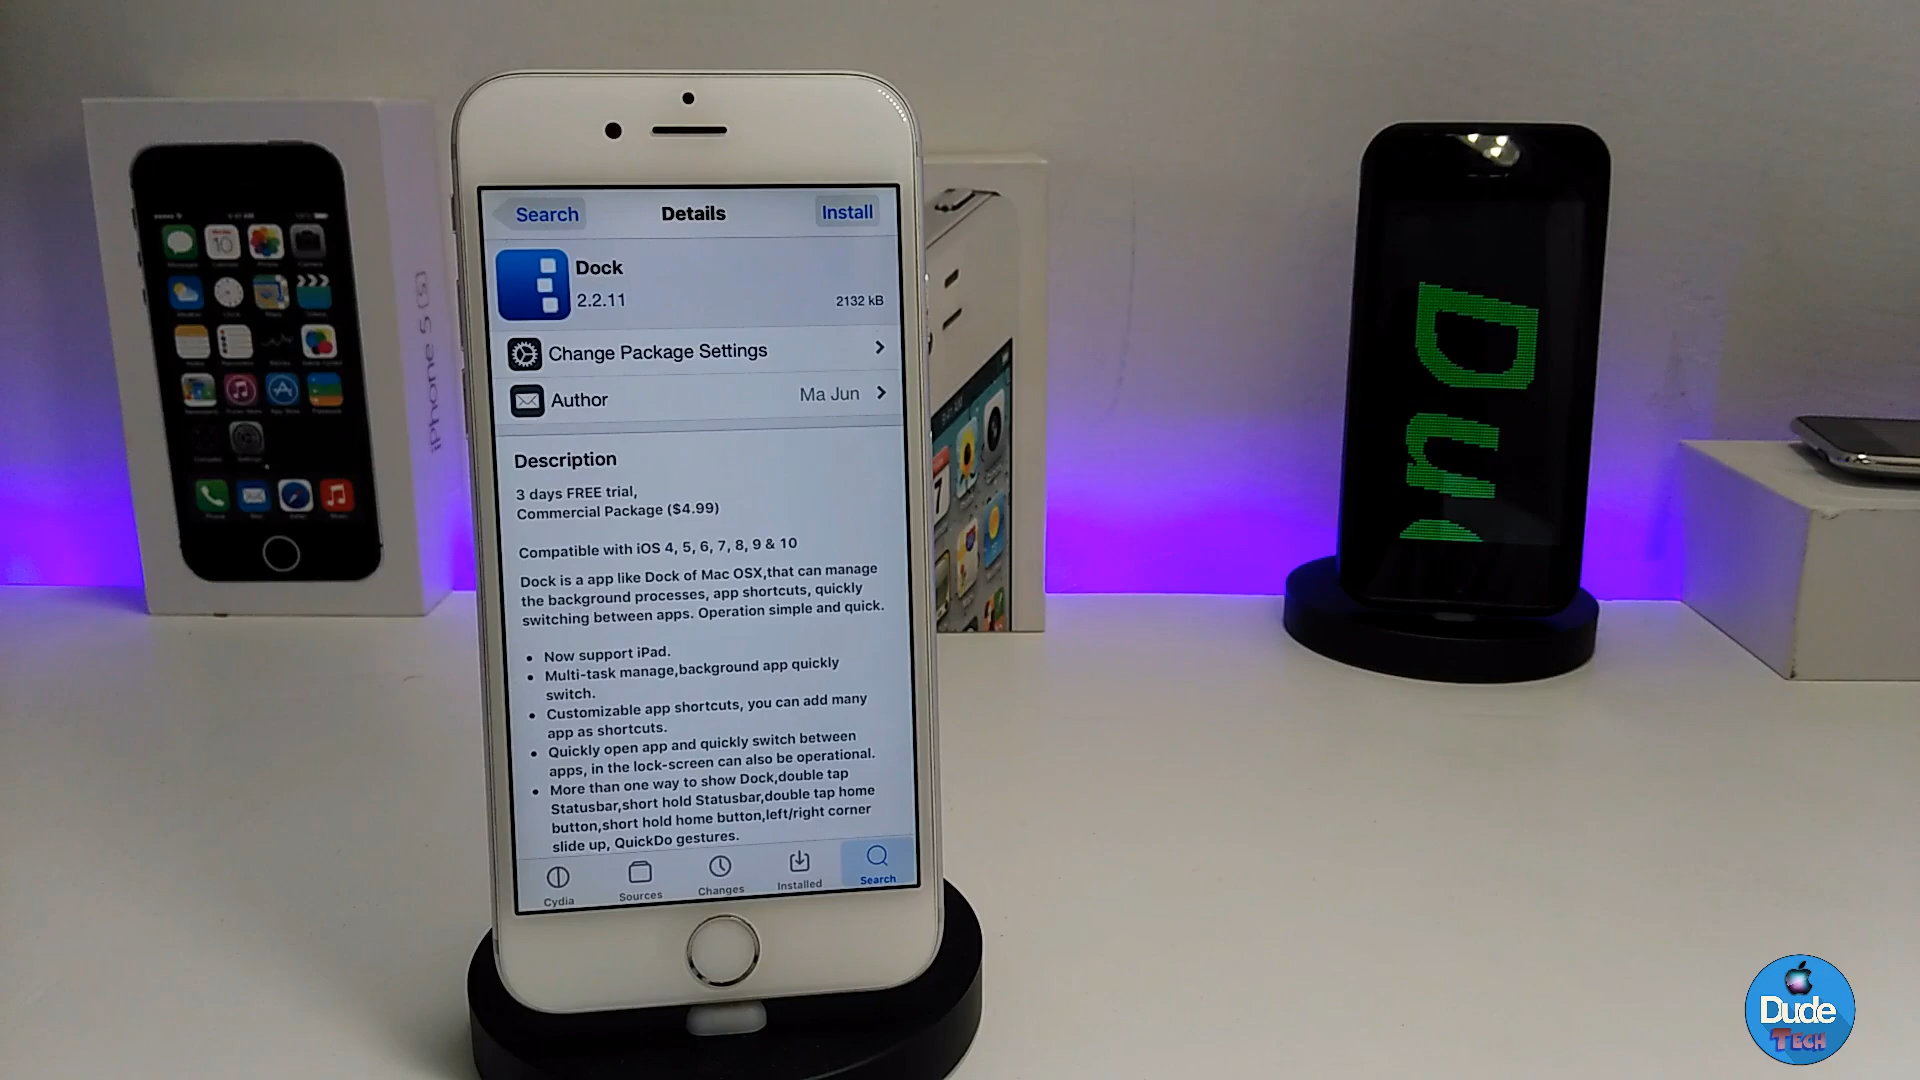 Search
Details
Install
Dock
2.2.11
2132 kB
Change Package Settings
Author
Ma Jun
Description
3 days FREE trial,
Commercial Package ($4.99)
Compatible with iOS 4, 5, 6, 7, 8, 9 & 10
Dock is a app like Dock of Mac OSX,that can manage
the background processes, app shortcuts, quickly
switching between apps. Operation simple and quick.
• Now support iPad.
• Multi-task manage,background app quickly
switch.
• Customizable app shortcuts, you can add many
app as shortcuts.
• Quickly open app and quickly switch between
apps, in the lock-screen can also be operational.
• More than one way to show Dock,double tap
Statusbar,short hold Statusbar,double tap home
button,short hold home button,left/right corner
slide up, QuickDo gestures.
Cydia
Sources
Changes
Installed
Search
iPhone 5(s)
10
7
Du
Dude
TECH